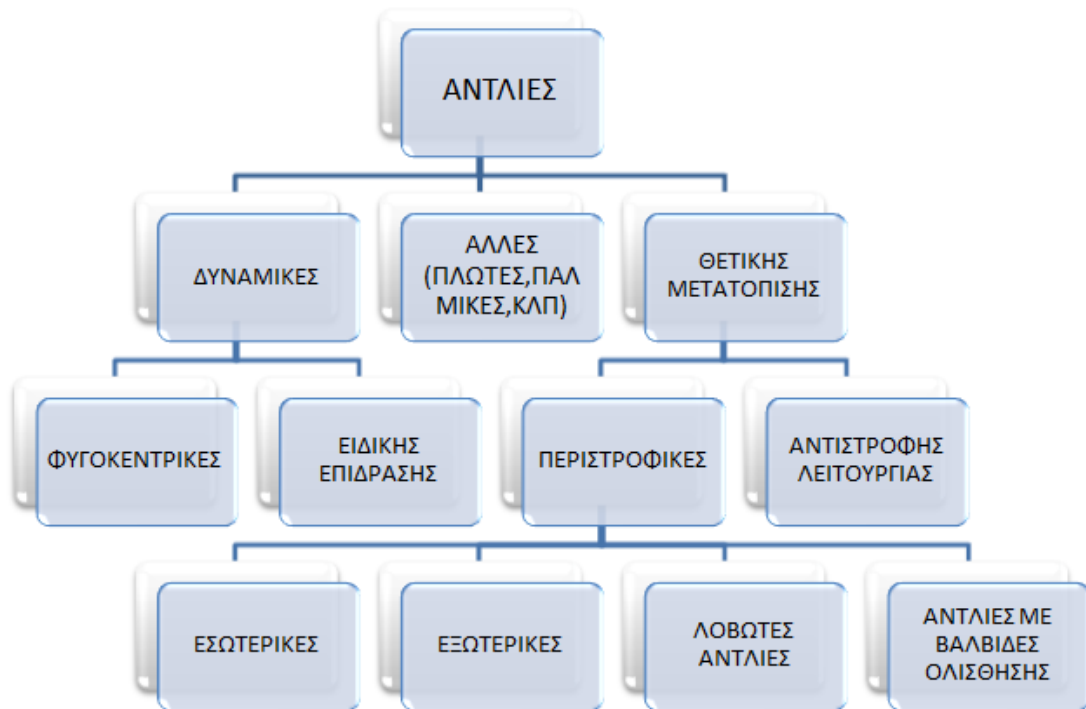 ΑΝΤΛΙΕΣ
ΔΥΝΑΜΙΚΕΣ
ΑΛΛΕΣ
(ΠΛΩΤΕΣ,ΠΑΛ
ΜΙΚΕΣ,ΚΛΠ)
ΘΕΤΙΚΗΣ
ΜΕΤΑΤΟΠΙΣΗΣ
ΦΥΓΟΚΕΝΤΡΙΚΕΣ
ΕΙΔΙΚΗΣ
ΕΠΙΔΡΑΣΗΣ
ΠΕΡΙΣΤΡΟΦΙΚΕΣ
ΑΝΤΙΣΤΡΟΦΗΣ
ΛΕΙΤΟΥΡΓΙΑΣ
ΕΣΩΤΕΡΙΚΕΣ
ΕΞΩΤΕΡΙΚΕΣ
ΛΟΒΩΤΕΣ
ΑΝΤΛΙΕΣ
ΑΝΤΛΙΕΣ ΜΕ
ΒΑΛΒΙΔΕΣ
ΟΛΙΣΘΗΣΗΣ